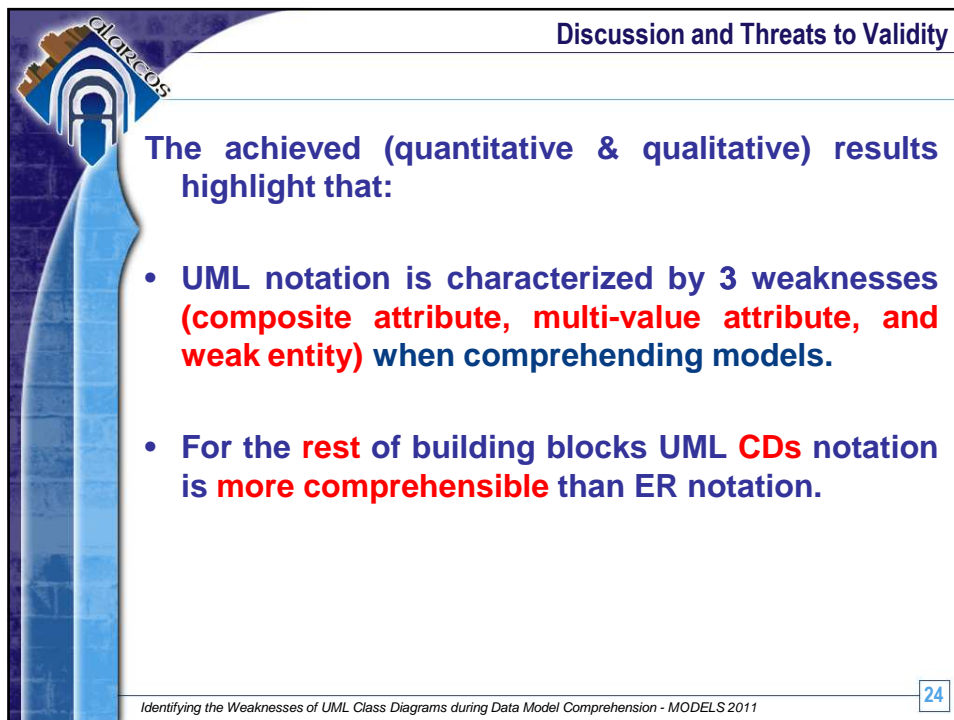 alarcos
Discussion and Threats to Validity
The achieved (quantitative & qualitative) results
highlight that:
• UML notation is characterized by 3 weaknesses
(composite attribute, multi-value attribute, and
weak entity) when comprehending models.
• For the rest of building blocks UML CDs notation
is more comprehensible than ER notation.
Identifying the Weaknesses of UML Class Diagrams during Data Model Comprehension - MODELS 2011
24